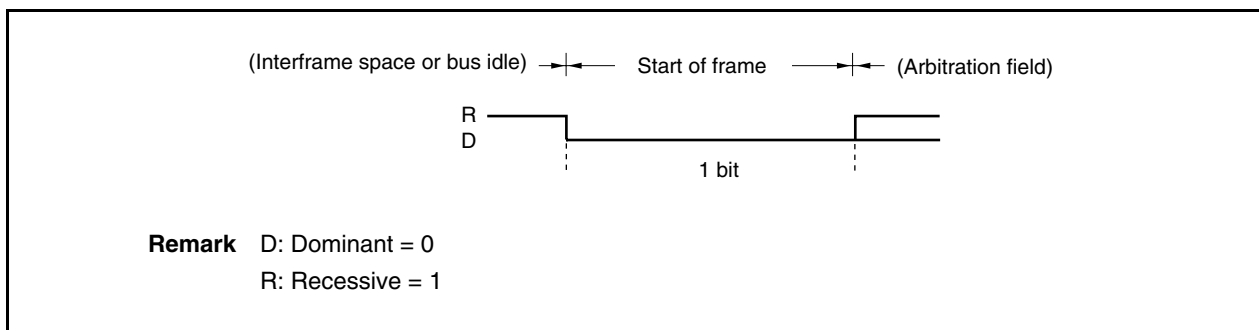 (Interframe space or bus idle) Start of frame (Arbitration field)
R
D
1 bit
Remark D: Dominant = 0
R: Recessive = 1